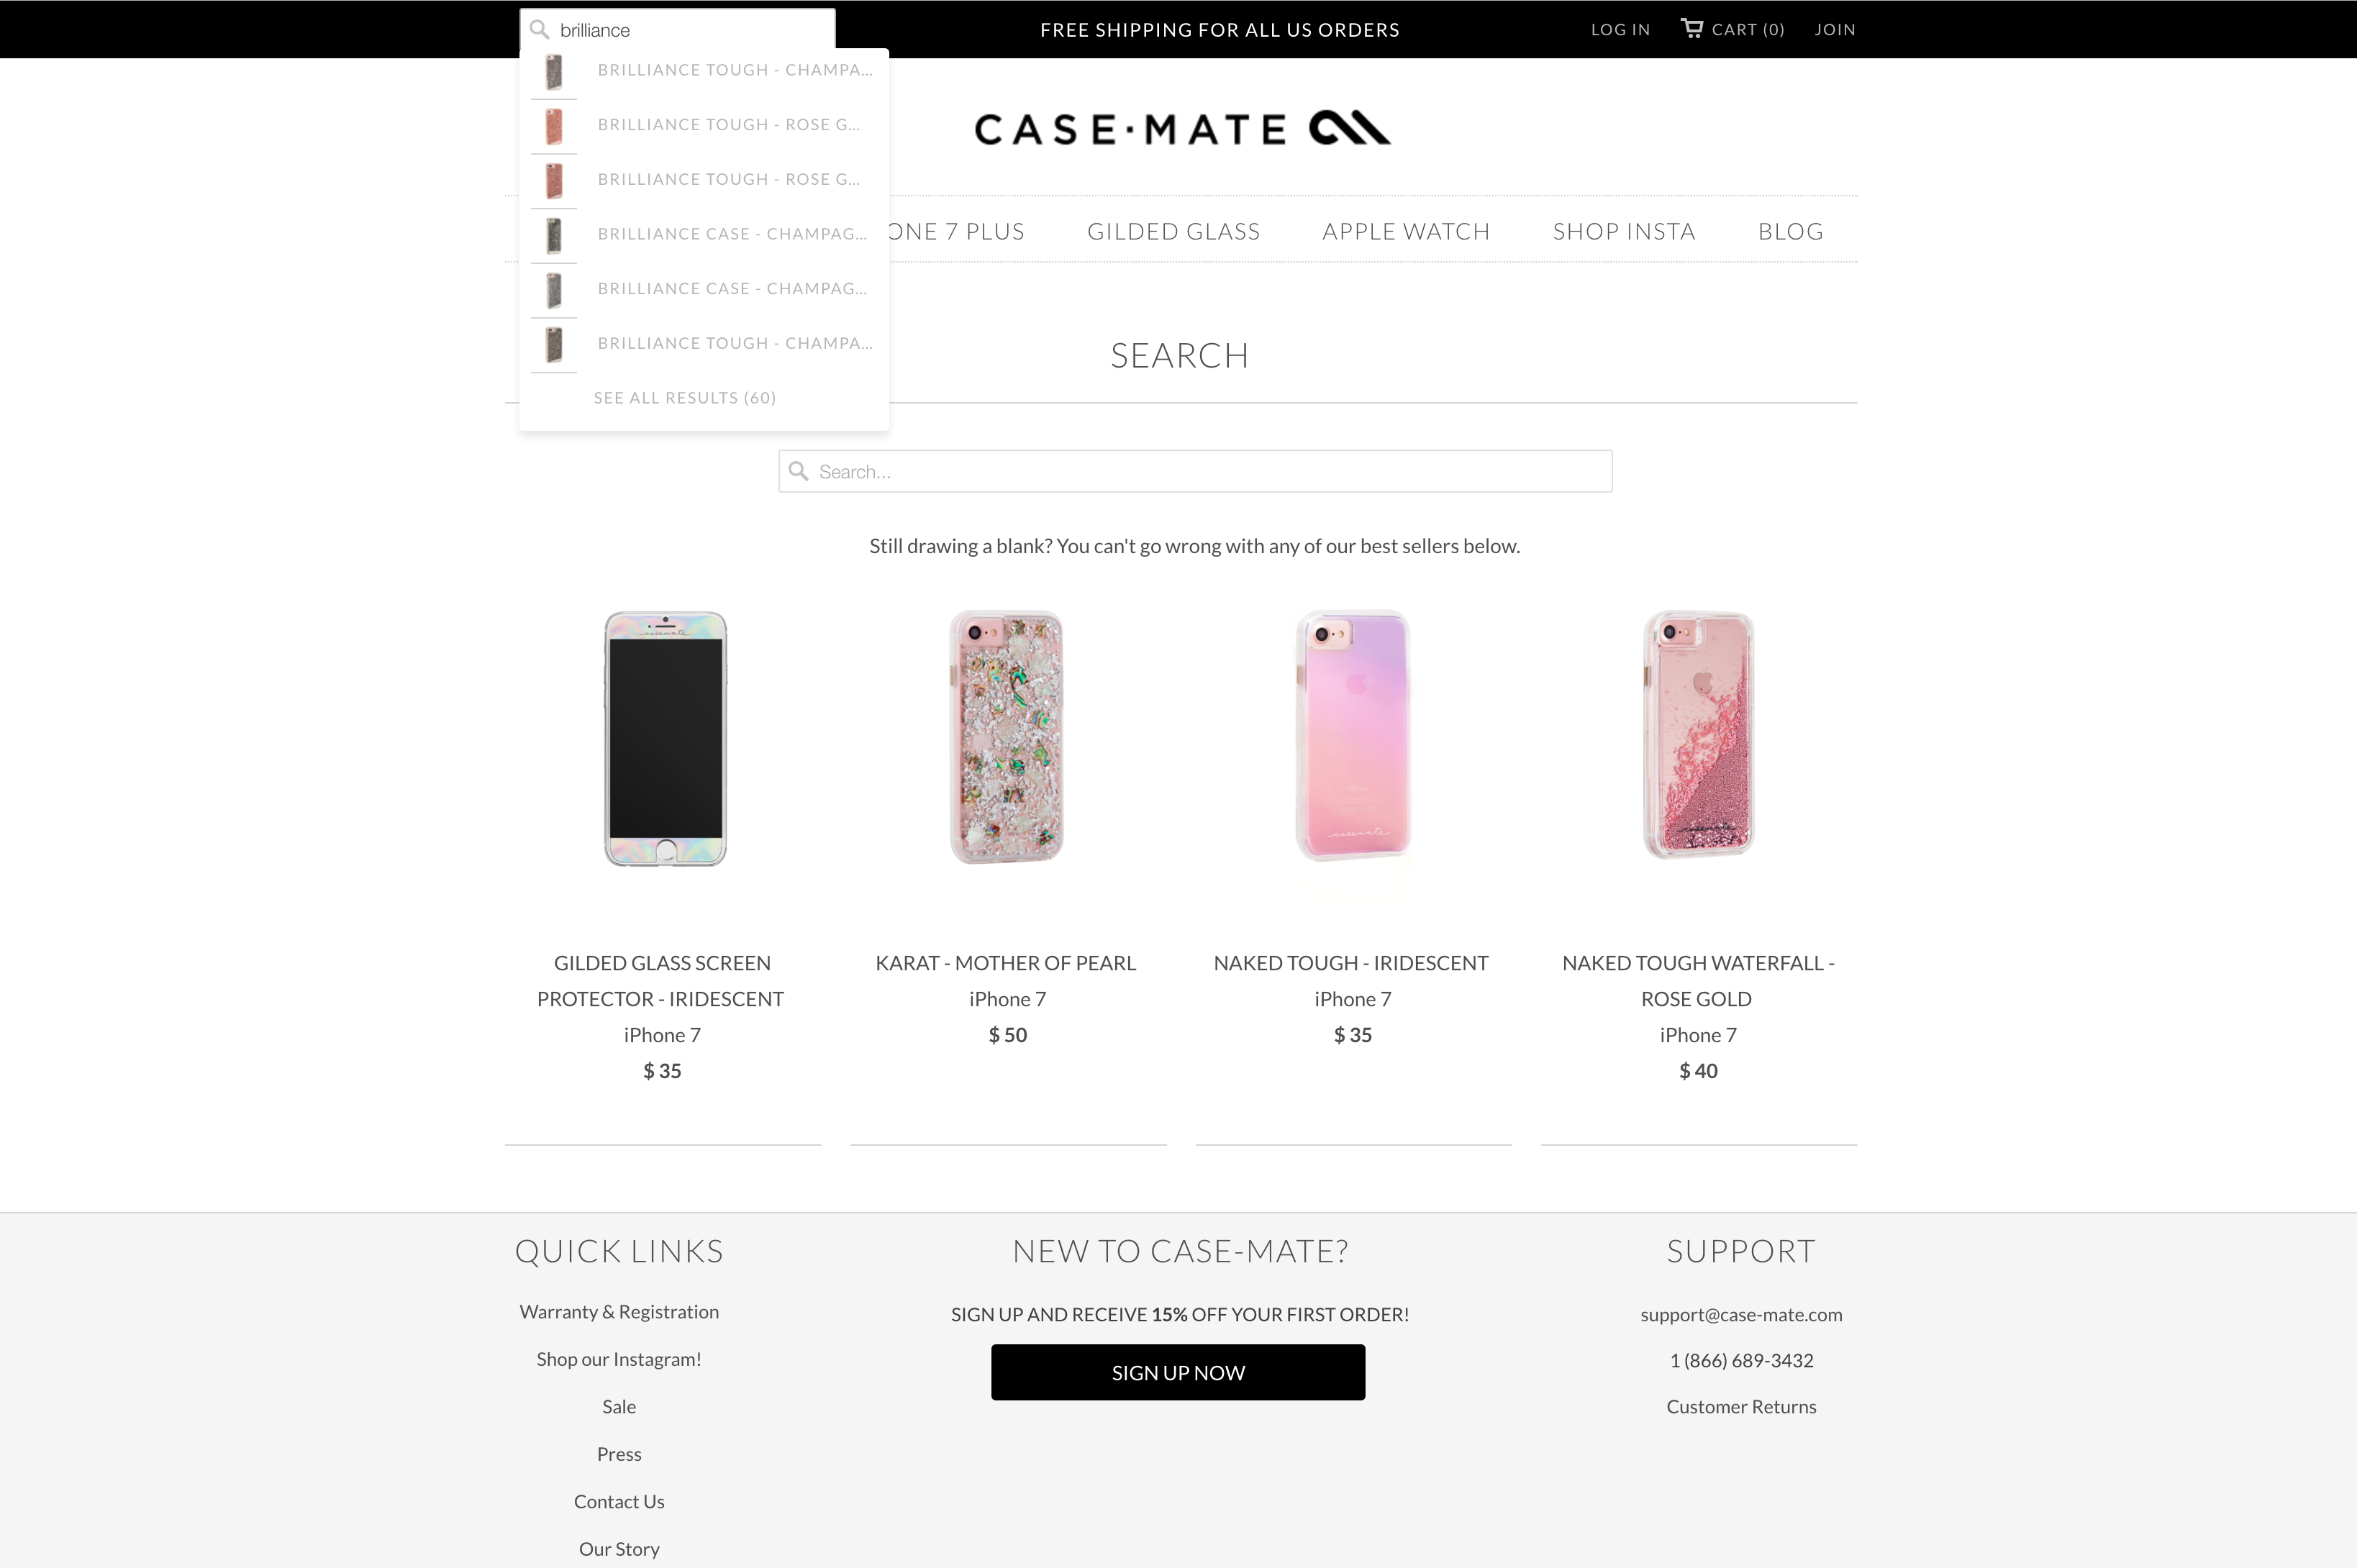 brilliance
FREE SHIPPING FOR ALL US ORDERS
LOG IN
CART (0)
JOIN
BRILLIANCE TOUGH - CHAMPA...
BRILLIANCE TOUGH - ROSE G...
BRILLIANCE TOUGH - ROSE G...
BRILLIANCE CASE - CHAMPAG...
BRILLIANCE CASE - CHAMPAG...
BRILLIANCE TOUGH - CHAMPA...
SEE ALL RESULTS (60)
CASE·MATE
ONE 7 PLUS
GILDED GLASS
APPLE WATCH
SHOP INSTA
BLOG
SEARCH
Search...
Still drawing a blank? You can't go wrong with any of our best sellers below.
casemate
casemate
casemate
GILDED GLASS SCREEN
PROTECTOR - IRIDESCENT
iPhone 7
$ 35
KARAT - MOTHER OF PEARL
iPhone 7
$ 50
NAKED TOUGH - IRIDESCENT
iPhone 7
$ 35
NAKED TOUGH WATERFALL -
ROSE GOLD
iPhone 7
$ 40
QUICK LINKS
Warranty & Registration
Shop our Instagram!
Sale
Press
Contact Us
Our Story
NEW TO CASE-MATE?
SIGN UP AND RECEIVE 15% OFF YOUR FIRST ORDER!
SIGN UP NOW
SUPPORT
support@case-mate.com
1 (866) 689-3432
Customer Returns